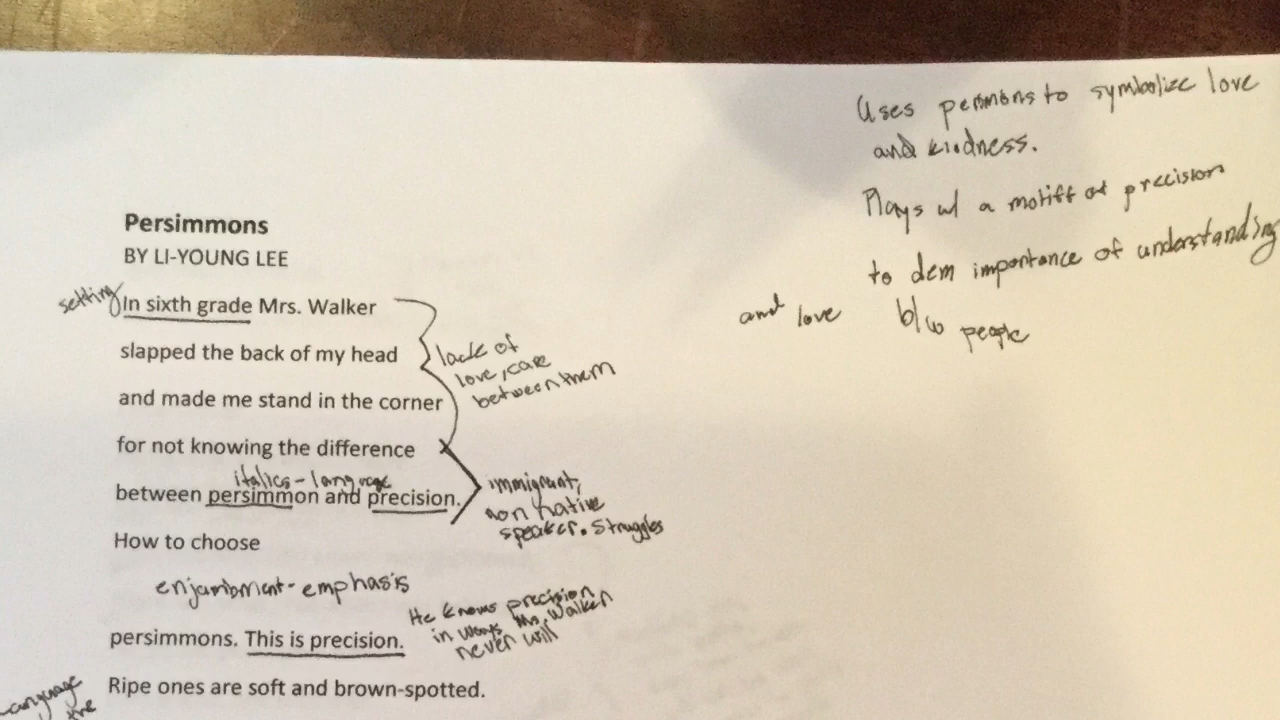 Uses permons to symbolize love
and kindness.
Plays w/ a motiff of precision
to dem importance of understanding
and love b/w people
Persimmons
BY LI-YOUNG LEE
setting
In sixth grade Mrs. Walker
slapped the back of my head
lack of
love, care
between them
and made me stand in the corner
for not knowing the difference
italics - language
between persimmon and precision.
immigrant,
non native
speaker. Struggles
How to choose
enjambment - emphasis
He knows precision
in ways Ms. Walker
never will
persimmons. This is precision.
Ripe ones are soft and brown-spotted.
Language
the